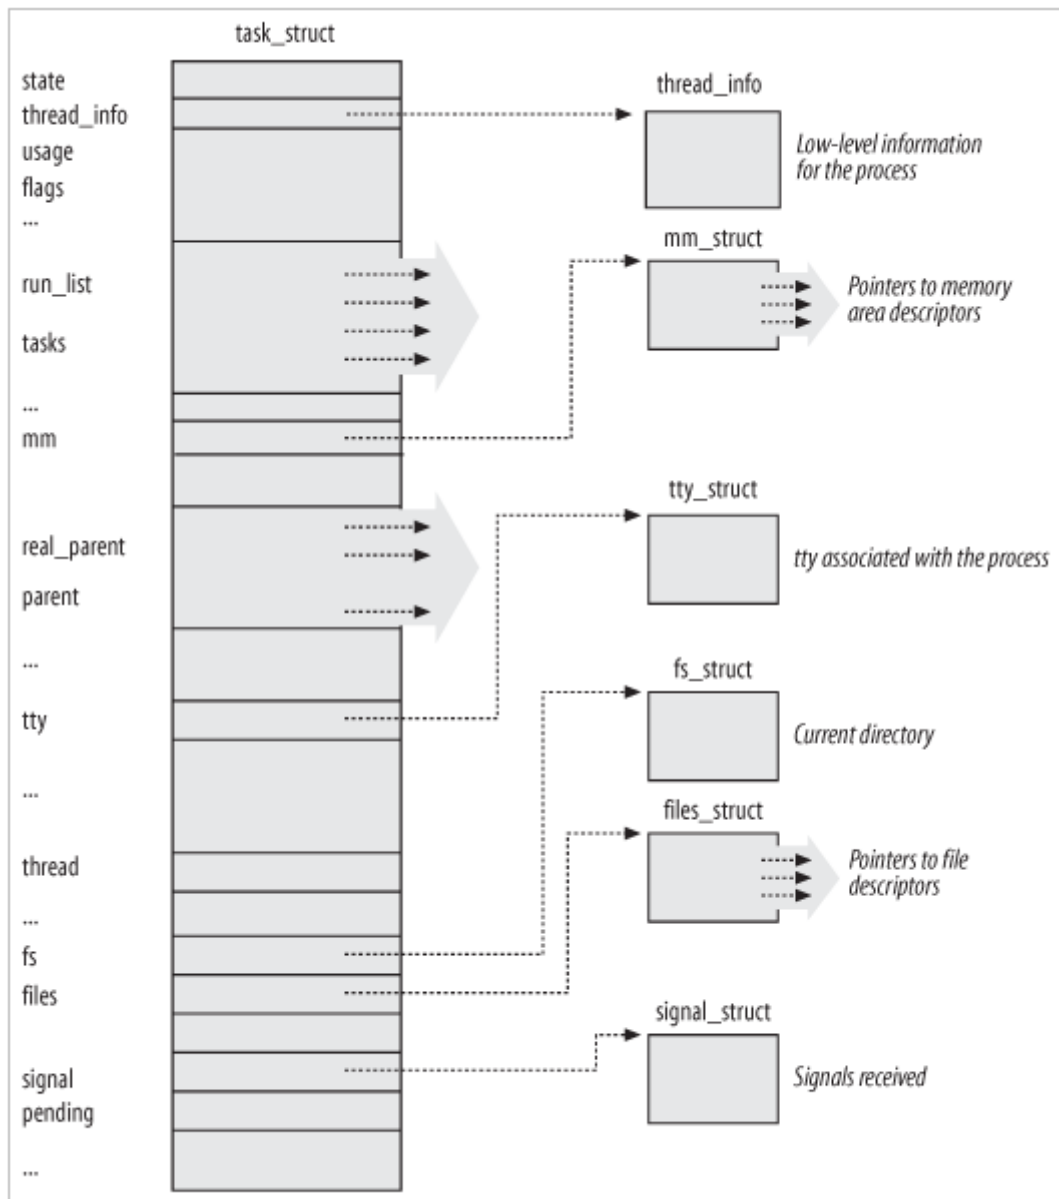 task_struct
state
thread_info
usage
flags
...
run_list
tasks
...
mm
real_parent
parent
...
tty
...
thread
...
fs
files
signal
pending
...
thread_info
Low-level information
for the process
mm_struct
Pointers to memory
area descriptors
tty_struct
tty associated with the process
fs_struct
Current directory
files_struct
Pointers to file
descriptors
signal_struct
Signals received